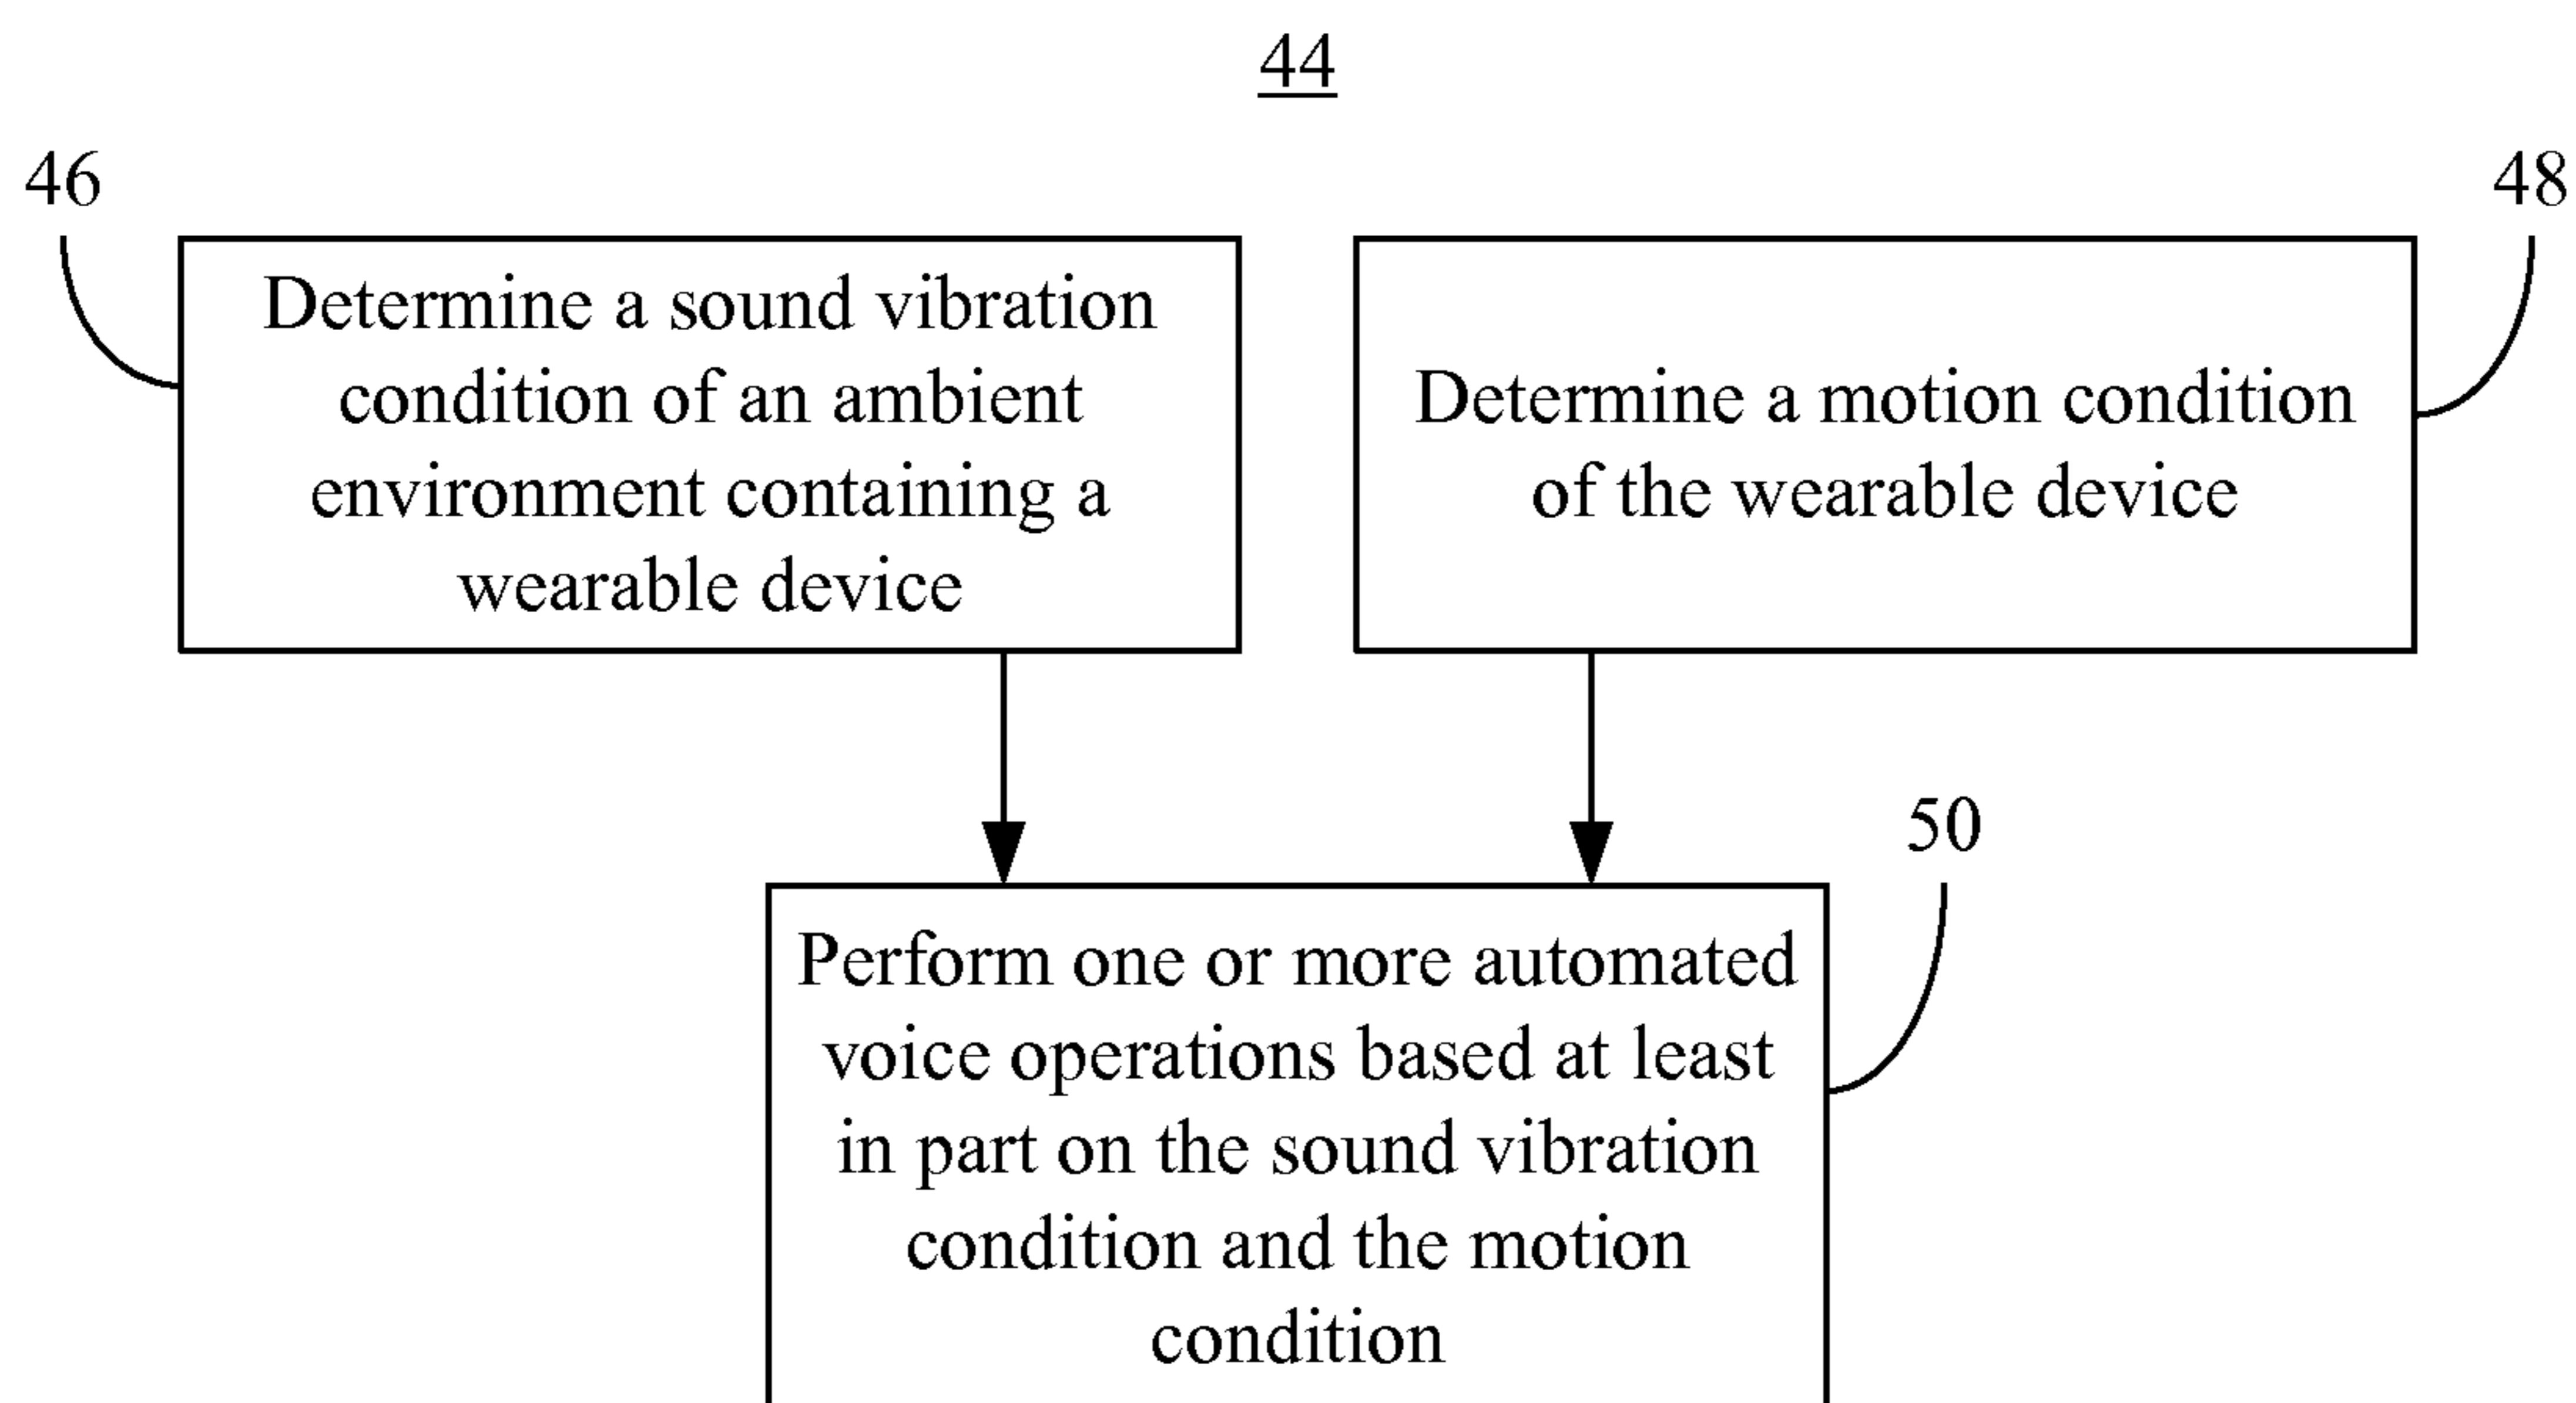 44
46
48
Determine a sound vibration
condition of an ambient
environment containing a
wearable device
Determine a motion condition
of the wearable device
50
Perform one or more automated
voice operations based at least
in part on the sound vibration
condition and the motion
condition